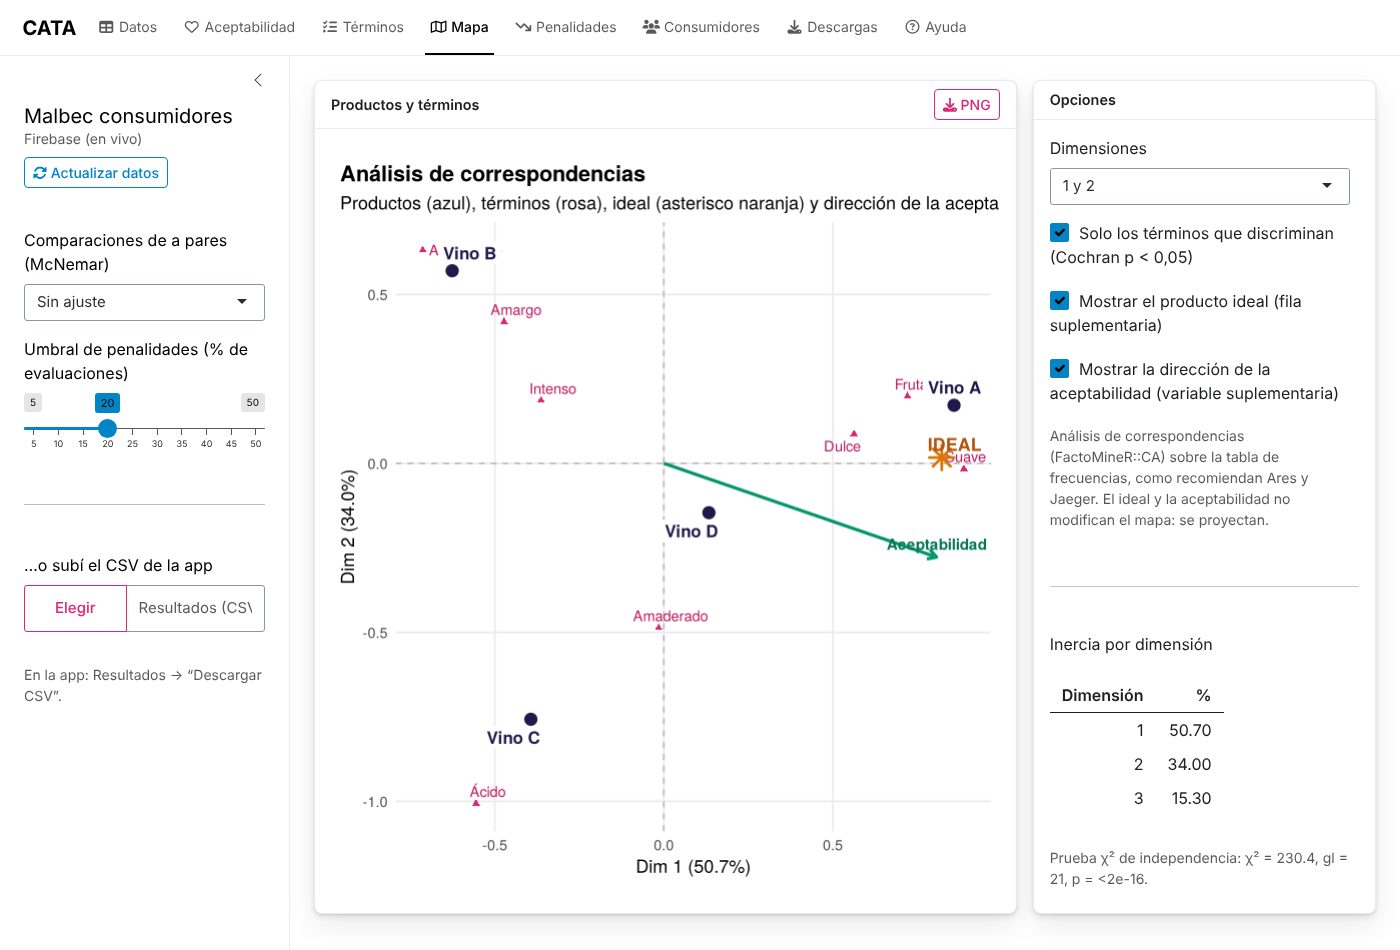 CATA
Datos
Aceptabilidad
Términos
Mapa
Penalidades
Consumidores
Descargas
Ayuda
Malbec consumidores
Firebase (en vivo)
Actualizar datos
Comparaciones de a pares
(McNemar)
Sin ajuste
Umbral de penalidades (% de
evaluaciones)
5 20 50
5 10 15 20 25 30 35 40 45 50
...o subí el CSV de la app
Elegir
Resultados (CSV
En la app: Resultados → “Descargar
CSV”.
Productos y términos
PNG
Análisis de correspondencias
Productos (azul), términos (rosa), ideal (asterisco naranja) y dirección de la acepta
A
Vino B
Amargo
Intenso
Fruta
Vino A
Dulce
IDEAL
Suave
Vino D
Aceptabilidad
Amaderado
Vino C
Ácido
0.5
0.0
-0.5
-1.0
Dim 2 (34.0%)
-0.5 0.0 0.5
Dim 1 (50.7%)
Opciones
Dimensiones
1 y 2
Solo los términos que discriminan
(Cochran p < 0,05)
Mostrar el producto ideal (fila
suplementaria)
Mostrar la dirección de la
aceptabilidad (variable suplementaria)
Análisis de correspondencias
(FactoMineR::CA) sobre la tabla de
frecuencias, como recomiendan Ares y
Jaeger. El ideal y la aceptabilidad no
modifican el mapa: se proyectan.
Inercia por dimensión
Dimensión %
1 50.70
2 34.00
3 15.30
Prueba χ² de independencia: χ² = 230.4, gl =
21, p = <2e-16.